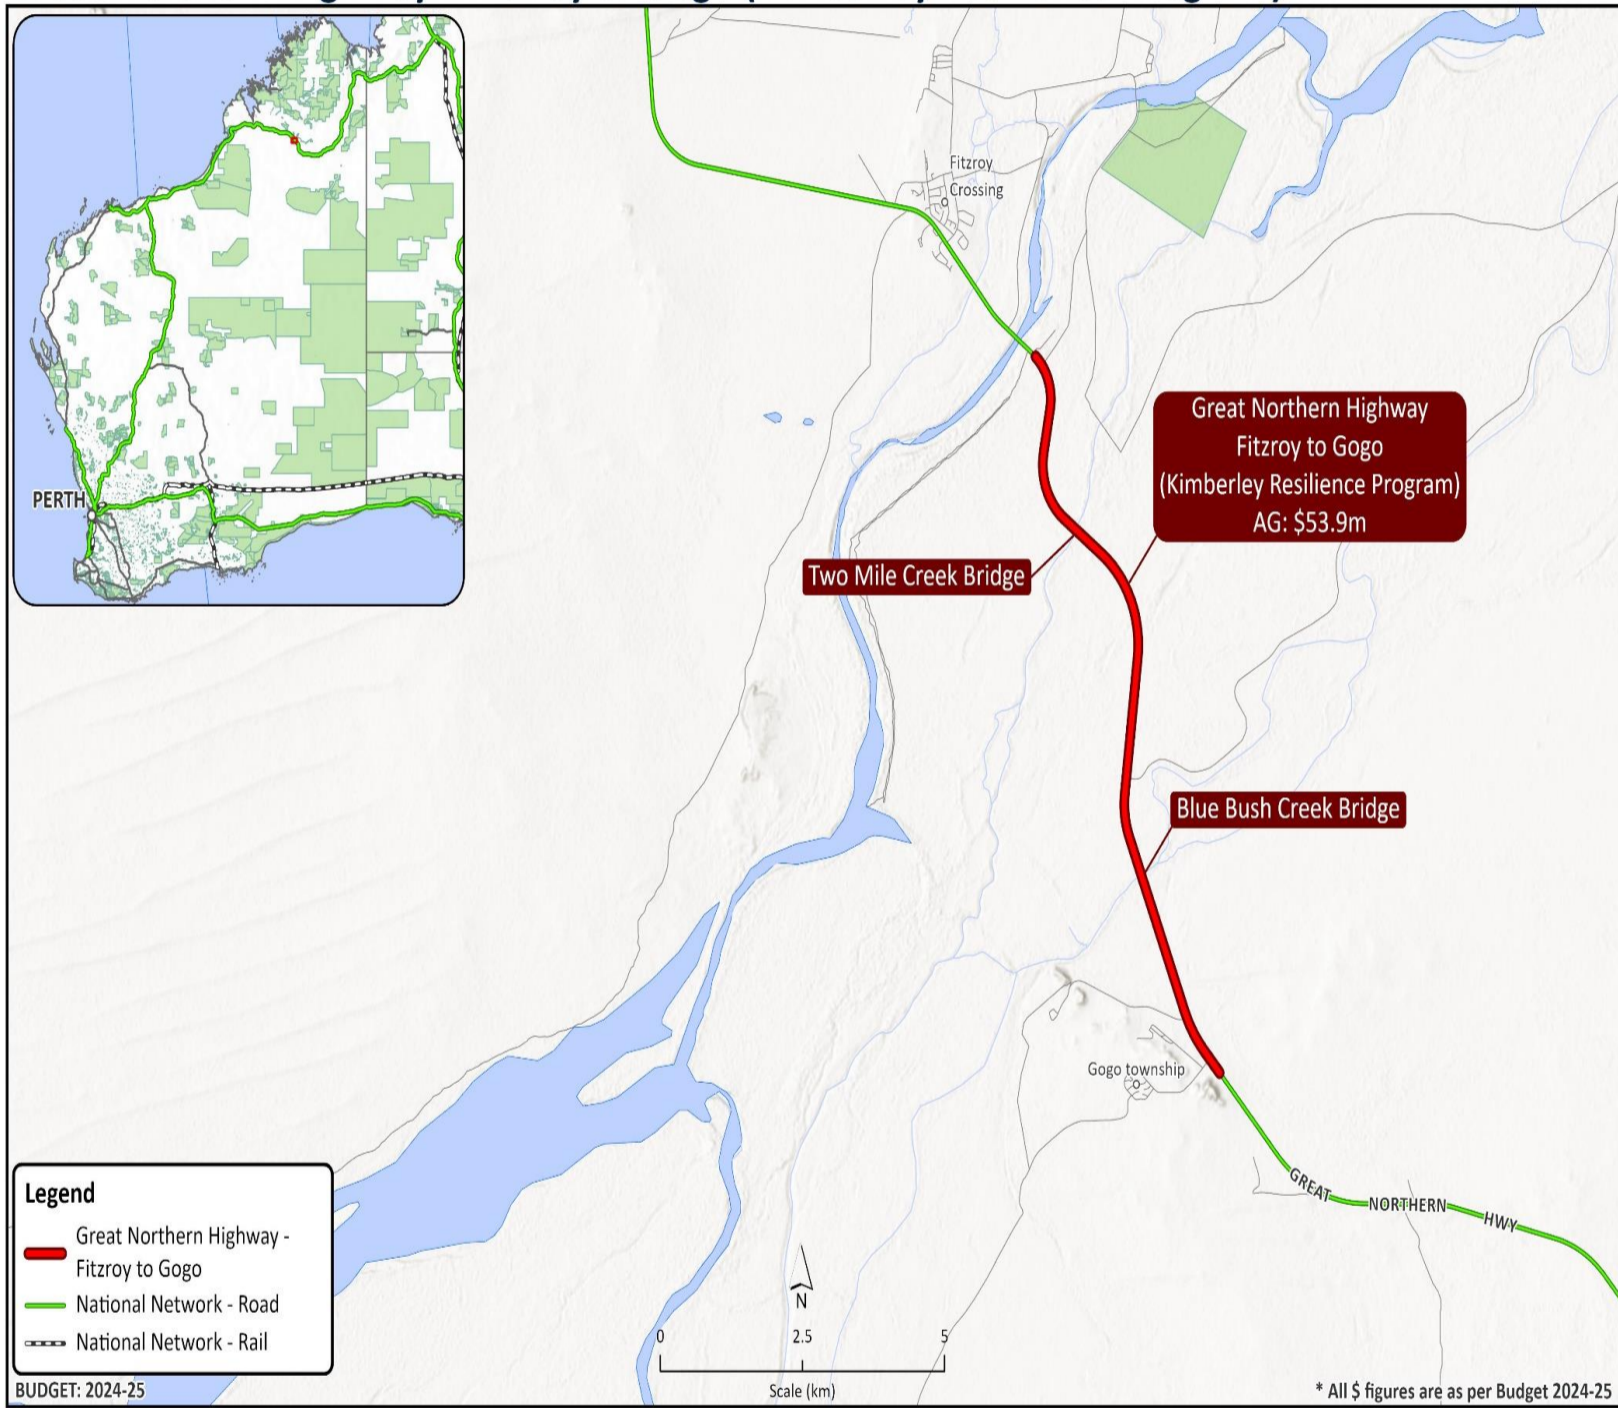 PERTH
Fitzroy
Crossing
Great Northern Highway
Fitzroy to Gogo
(Kimberley Resilience Program)
AG: $53.9m
Two Mile Creek Bridge
Blue Bush Creek Bridge
Gogo township
GREAT NORTHERN HWY
Legend
Great Northern Highway -
Fitzroy to Gogo
National Network - Road
National Network - Rail
N
0 2.5 5
Scale (km)
BUDGET: 2024-25
* All $ figures are as per Budget 2024-25